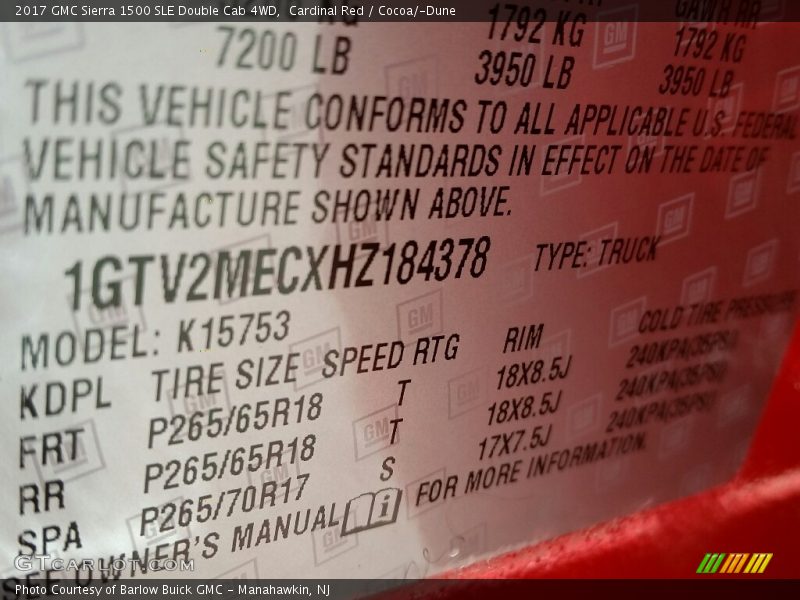 2017 GMC Sierra 1500 SLE Double Cab 4WD, Cardinal Red / Cocoa/­Dune
KG 1792 KG GAWR RR
7200 LB 3950 LB 1792 KG
3950 LB
THIS VEHICLE CONFORMS TO ALL APPLICABLE U.S. FEDERAL
VEHICLE SAFETY STANDARDS IN EFFECT ON THE DATE OF
MANUFACTURE SHOWN ABOVE.
1GTV2MECXHZ184378 TYPE: TRUCK
MODEL: K15753
KDPL TIRE SIZE SPEED RTG RIM COLD TIRE PRESSURE
FRT P265/65R18 T 18X8.5J 240KPA(35PSI)
RR P265/65R18 T 18X8.5J 240KPA(35PSI)
SPA P265/70R17 S 17X7.5J 240KPA(35PSI)
SEE OWNER'S MANUAL FOR MORE INFORMATION.
GTCARLOT.COM
Photo Courtesy of Barlow Buick GMC - Manahawkin, NJ